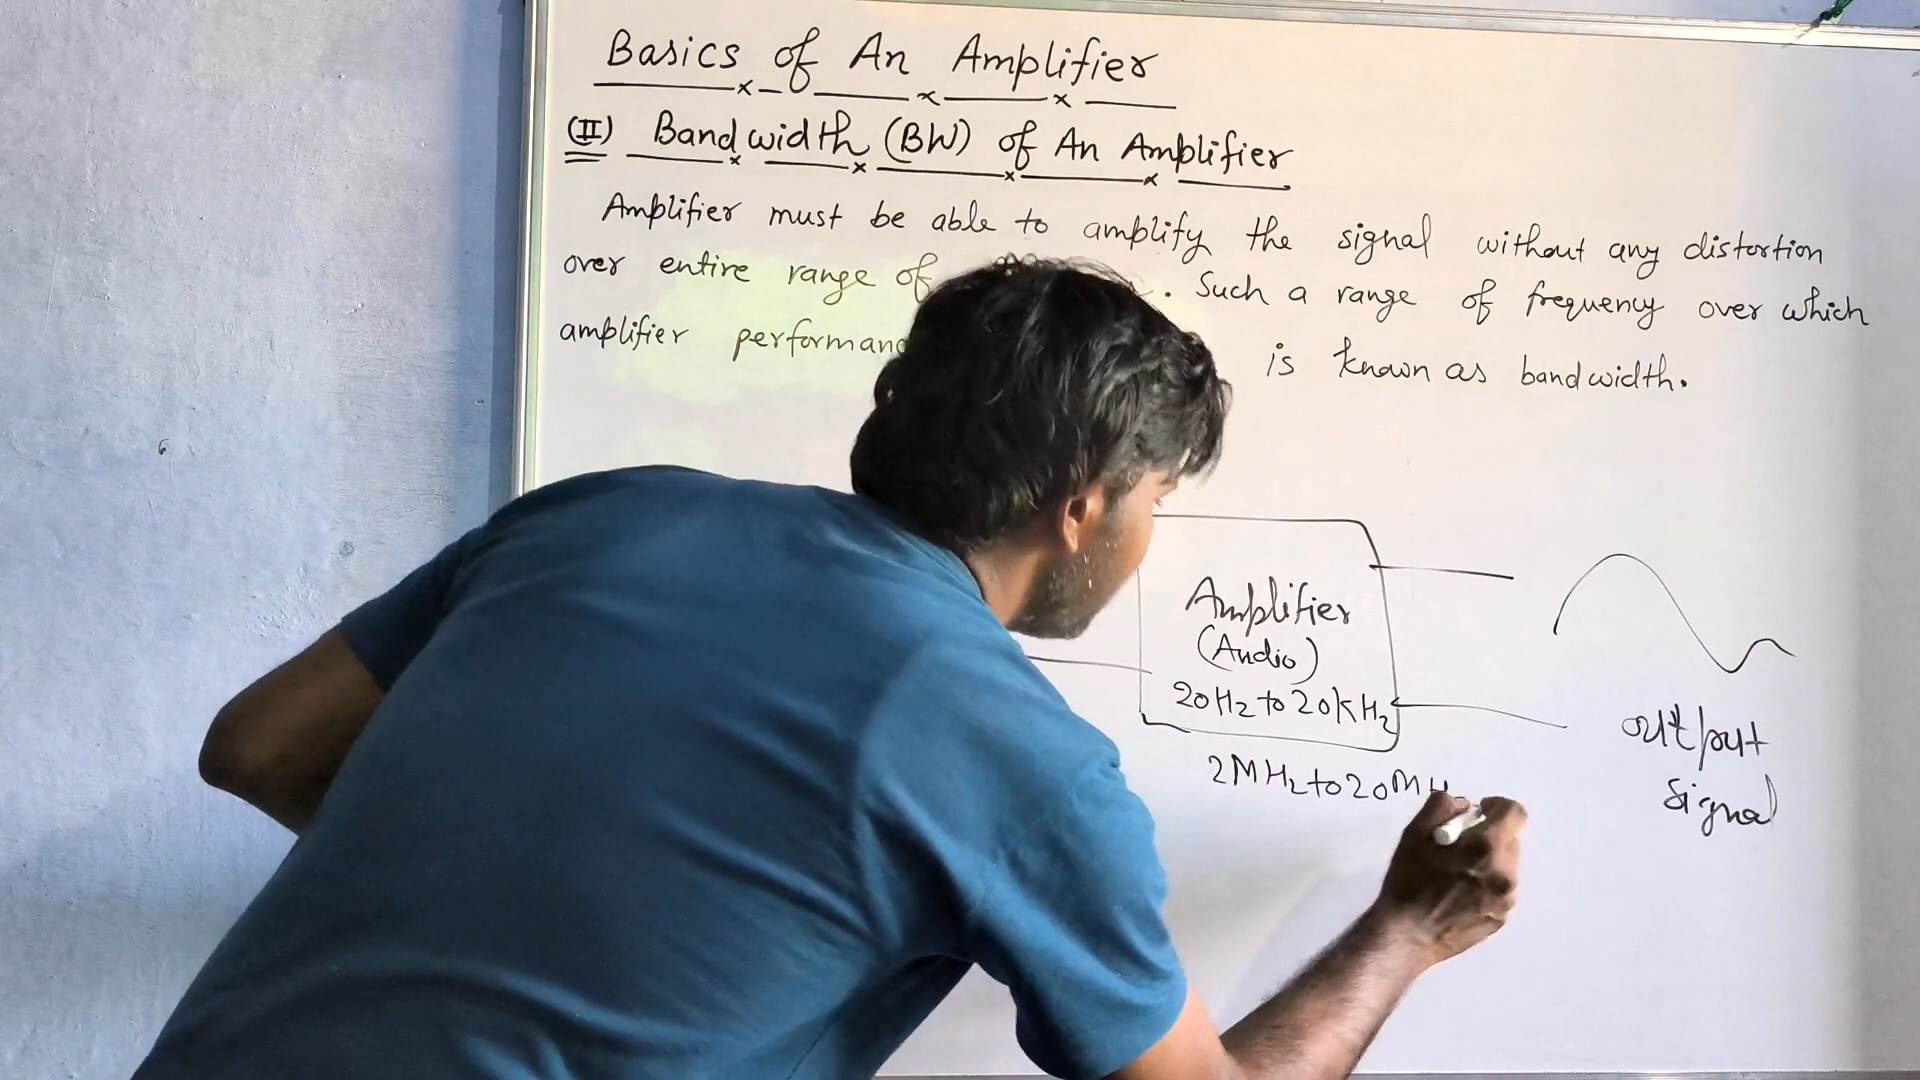 Basics of An Amplifier
(II) Bandwidth (BW) of An Amplifier
Amplifier must be able to amplify the signal without any distortion
over entire range of . Such a range of frequency over which
amplifier is known as bandwidth.
Amplifier
(Audio)
20Hz to 20KHz
2MHz to 20MH
output
signal